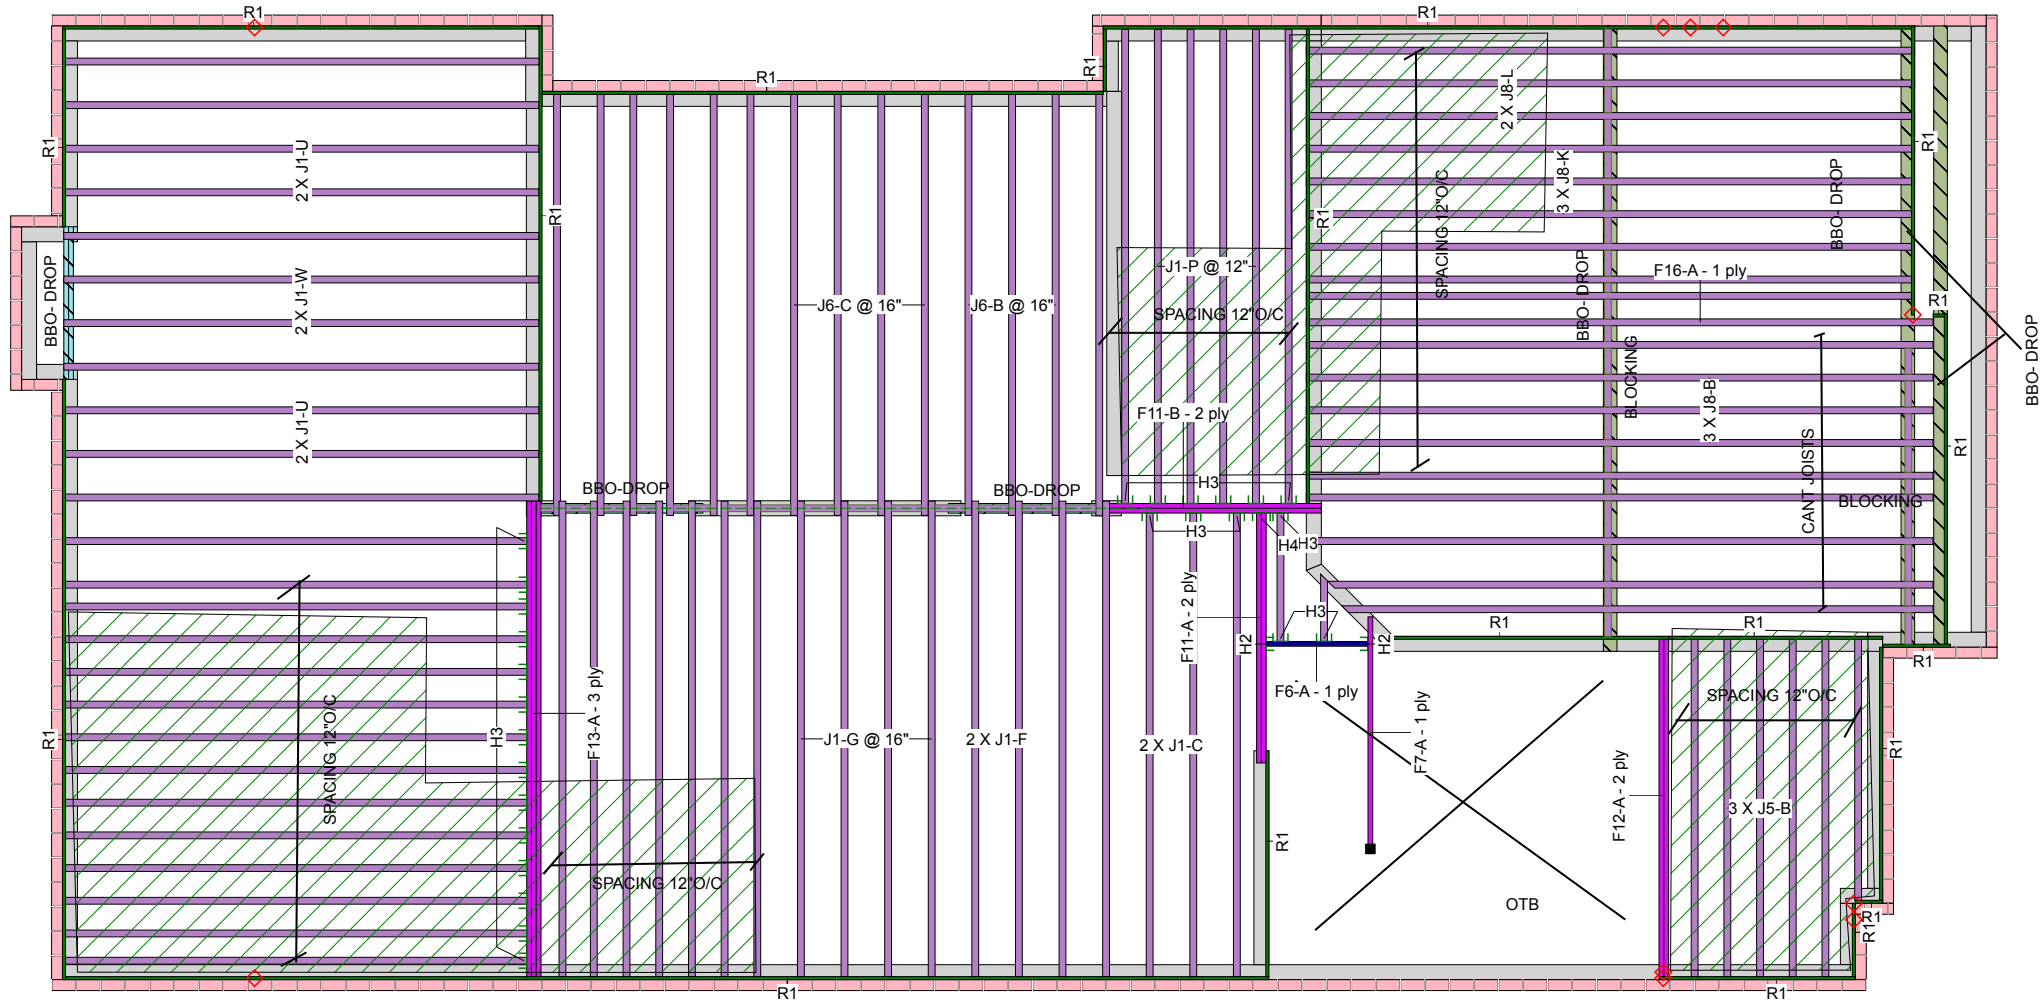 R1
R1
R1
R1
R1
2 X J1-U
R1
2 X J1-W
BBO- DROP
2 X J1-U
J6-C @ 16"
J6-B @ 16"
BBO-DROP
BBO-DROP
J1-P @ 12"
SPACING 12"O/C
F11-B - 2 ply
H3
R1
2 X J8-L
3 X J8-K
SPACING 12"O/C
BBO- DROP
BBO- DROP
R1
F16-A - 1 ply
R1
BBO- DROP
BLOCKING
3 X J8-B
CANT JOISTS
BLOCKING
R1
H3
H4
H3
F11-A - 2 ply
H3
H2
H2
F6-A - 1 ply
F7-A - 1 ply
R1
R1
R1
SPACING 12"O/C
R1
H3
SPACING 12"O/C
F13-A - 3 ply
J1-G @ 16"
2 X J1-F
2 X J1-C
SPACING 12"O/C
R1
F12-A - 2 ply
3 X J5-B
R1
OTB
R1
R1
R1
R1